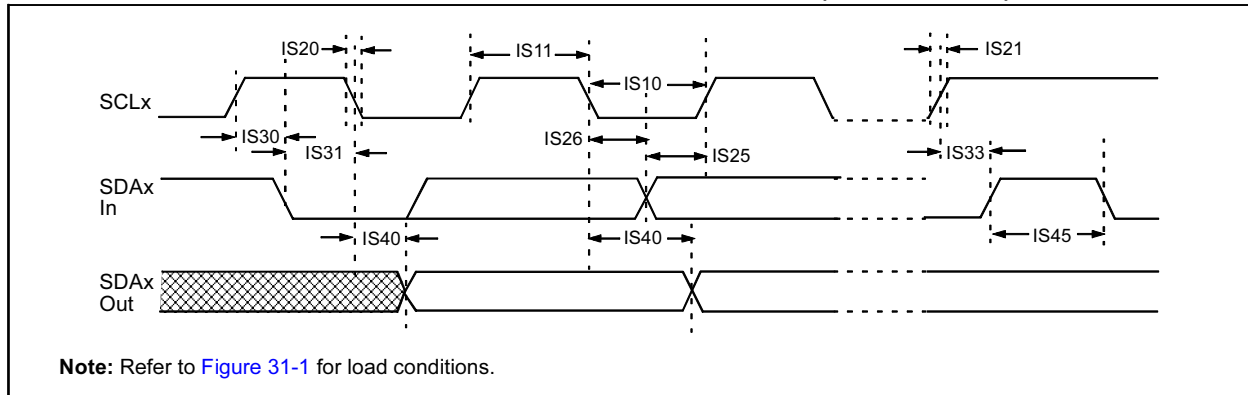 IS20
IS11
IS21
IS10
SCLx
IS30
IS26
IS31
IS25
IS33
SDAx
In
IS40
IS40
IS45
SDAx
Out
Note: Refer to Figure 31-1 for load conditions.